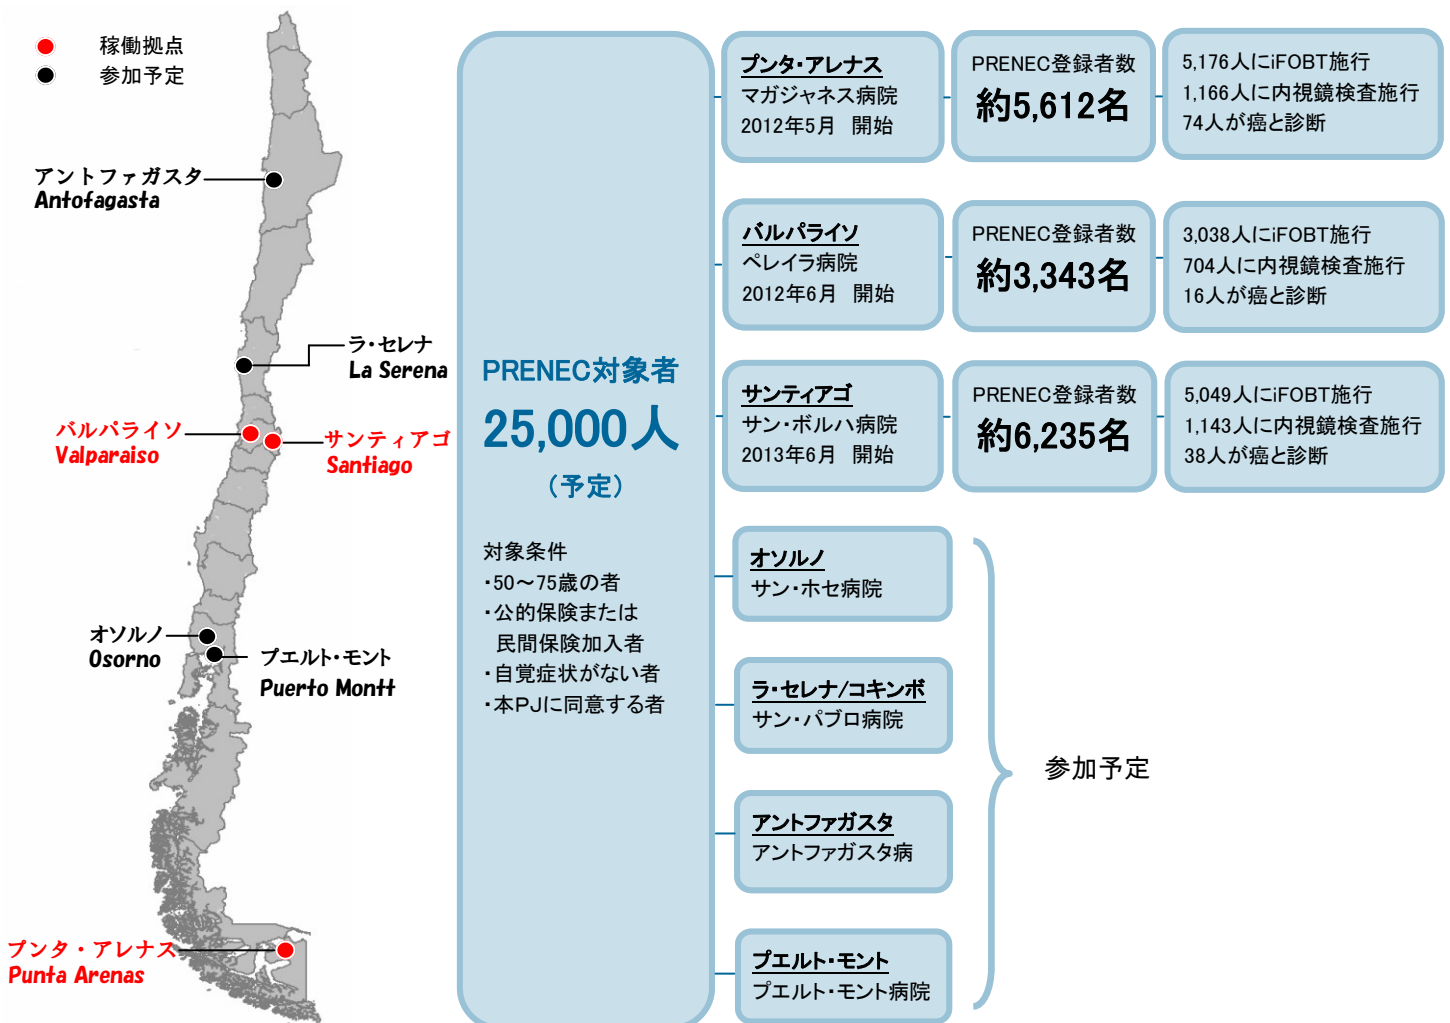 稼働拠点
参加予定
アントファガスタ
Antofagasta
ラ・セレナ
La Serena
バルパライソ
Valparaiso
サンティアゴ
Santiago
オソルノ
Osorno
プエルト・モント
Puerto Montt
プンタ・アレナス
Punta Arenas
PRENEC対象者
25,000人
(予定)
対象条件
・50～75歳の者
・公的保険または
民間保険加入者
・自覚症状がない者
・本PJに同意する者
プンタ・アレナス
マガジャネス病院
2012年5月 開始
PRENEC登録者数
約5,612名
5,176人にiFOBT施行
1,166人に内視鏡検査施行
74人が癌と診断
バルパライソ
ペレイラ病院
2012年6月 開始
PRENEC登録者数
約3,343名
3,038人にiFOBT施行
704人に内視鏡検査施行
16人が癌と診断
サンティアゴ
サン・ボルハ病院
2013年6月 開始
PRENEC登録者数
約6,235名
5,049人にiFOBT施行
1,143人に内視鏡検査施行
38人が癌と診断
オソルノ
サン・ホセ病院
ラ・セレナ/コキンボ
サン・パブロ病院
アントファガスタ
アントファガスタ病
プエルト・モント
プエルト・モント病院
参加予定